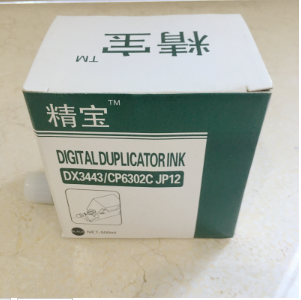 精宝
TM
精宝™
DIGITAL DUPLICATOR INK
DX3443/CP6302C JP12